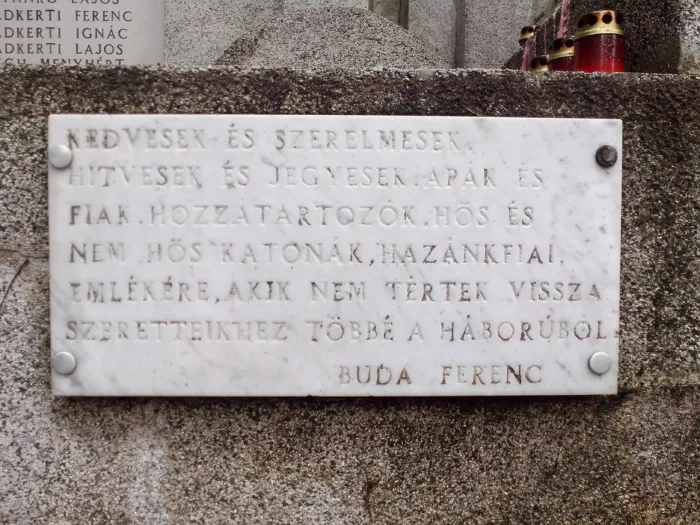 ADKERTI FERENC
ADKERTI IGNÁC
ADKERTI LAJOS
MENYHÉRT
KEDVESEK ÉS SZERELMESEK,
HITVESEK ÉS JEGYESEK, APÁK ÉS
FIAK, HOZZÁTARTOZÓK, HŐS ÉS
NEM HŐS KATONÁK, HAZÁNKFIAI,
EMLÉKÉRE, AKIK NEM TÉRTEK VISSZA
SZERETTEIKHEZ TÖBBÉ A HÁBORÚBÓL.
BUDA FERENC